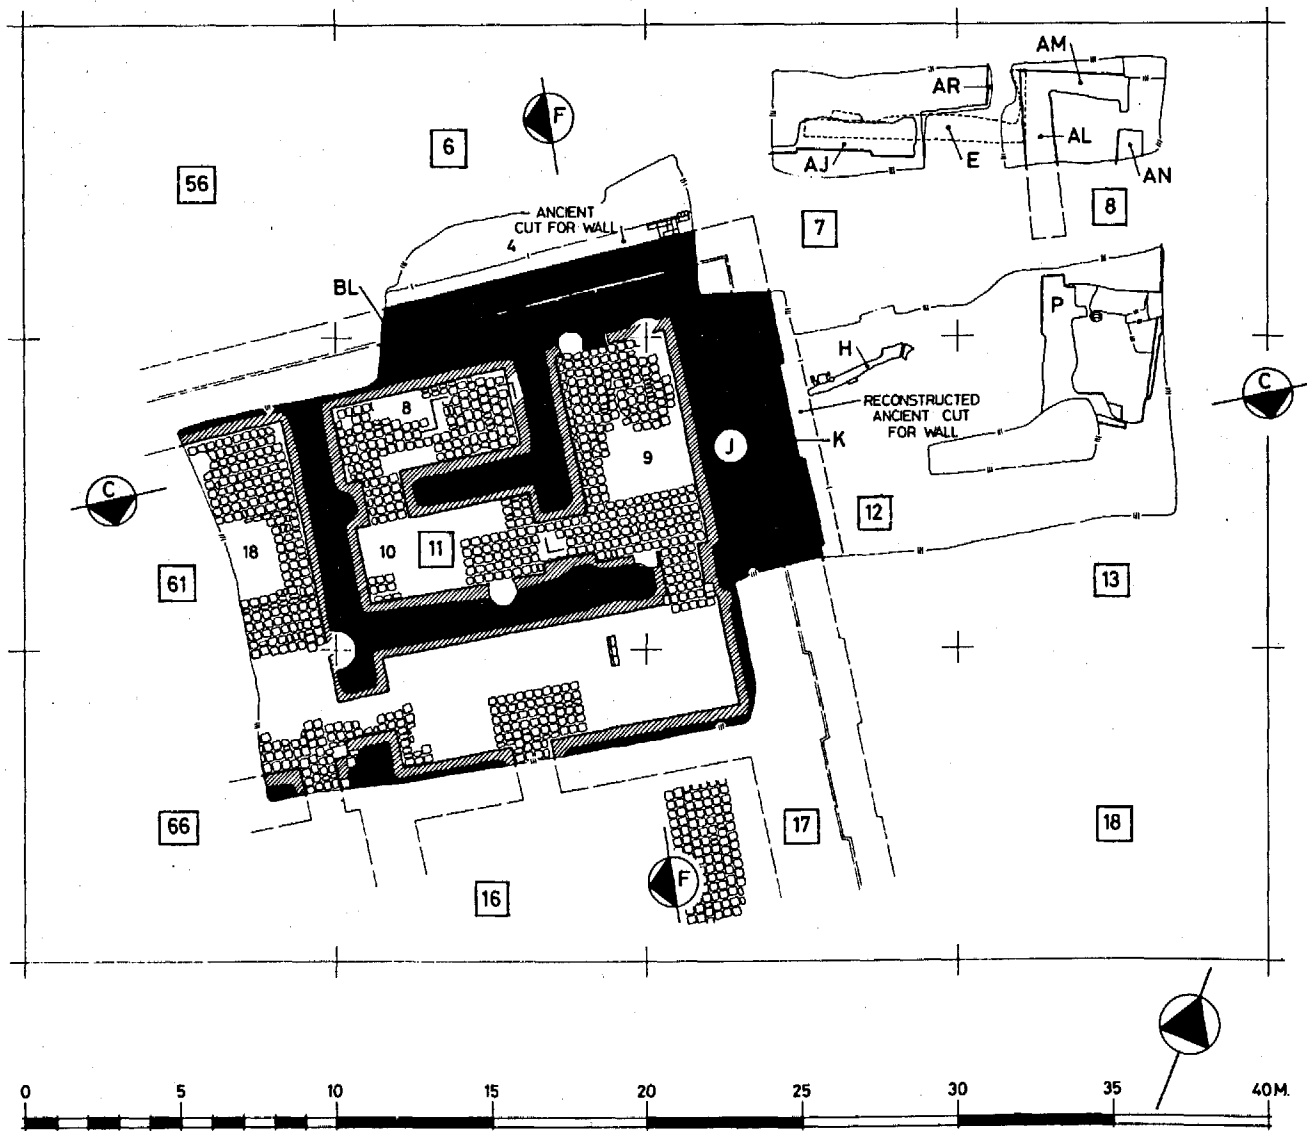 AM
AR
F
6
56
AL
E
AJ
AN
8
7
ANCIENT
CUT FOR WALL
4
BL
P
H
C
RECONSTRUCTED
ANCIENT CUT
FOR WALL
8
J
K
9
C
12
18
10
11
61
13
66
17
18
F
16
0 5 10 15 20 25 30 35 40 M.